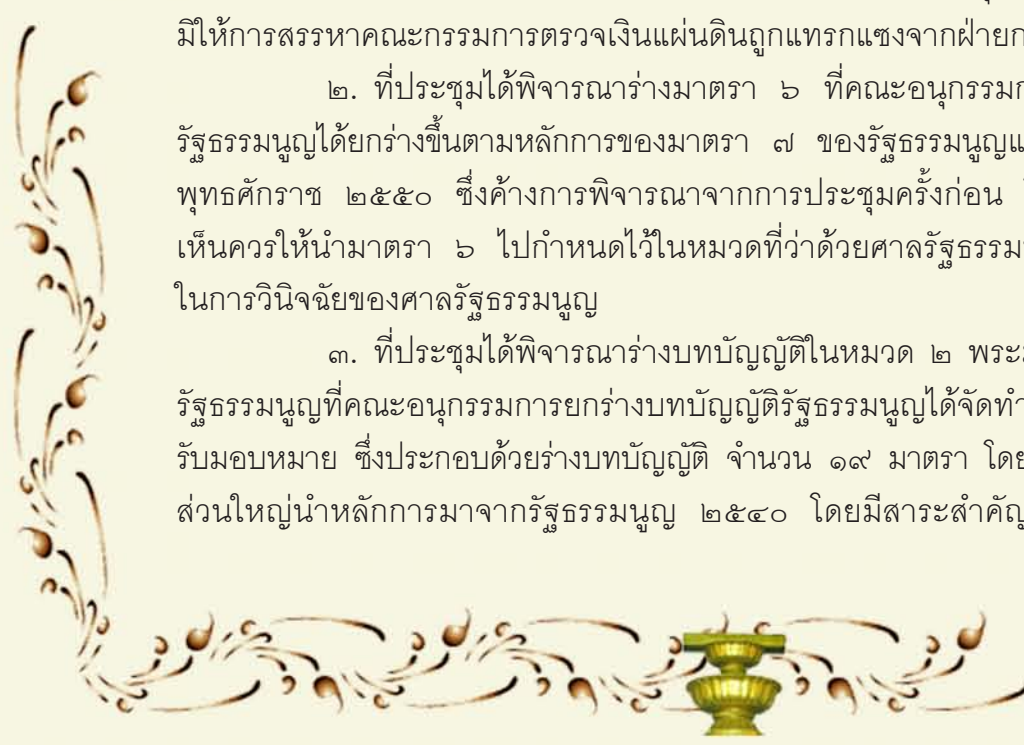 มิให้การสรรหาคณะกรรมการตรวจเงินแผ่นดินถูกแทรกแซงจากฝ่าย
๒. ที่ประชุมได้พิจารณาร่างมาตรา ๖ ที่คณะอนุกรรม
รัฐธรรมนูญได้ยกร่างขึ้นตามหลักการของมาตรา ๗ ของรัฐธรรมนูญ
พุทธศักราช ๒๕๕๐ ซึ่งค้างการพิจารณาจากการประชุมครั้งก่อน
เห็นควรให้นำมาตรา ๖ ไปกำหนดไว้ในหมวดที่ว่าด้วยศาลรัฐธรรม
ในการวินิจฉัยของศาลรัฐธรรมนูญ
๓. ที่ประชุมได้พิจารณาร่างบทบัญญัติในหมวด ๒ พระ
รัฐธรรมนูญที่คณะอนุกรรมการยกร่างบทบัญญัติรัฐธรรมนูญได้จัดทำ
รับมอบหมาย ซึ่งประกอบด้วยร่างบทบัญญัติ จำนวน ๑๙ มาตรา โดย
ส่วนใหญ่นำหลักการมาจากรัฐธรรมนูญ ๒๕๔๐ โดยมีสาระสำคัญ